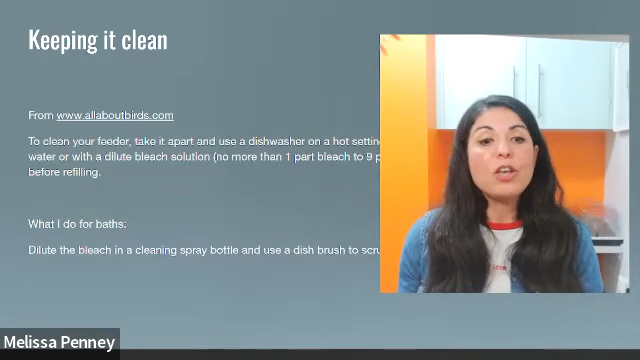 Keeping it clean
From www.allaboutbirds.com
To clean your feeder, take it apart and use a dishwasher on a hot setting
water or with a dilute bleach solution (no more than 1 part bleach to 9
before refilling.
What I do for baths:
Dilute the bleach in a cleaning spray bottle and use a dish brush to
Melissa Penney